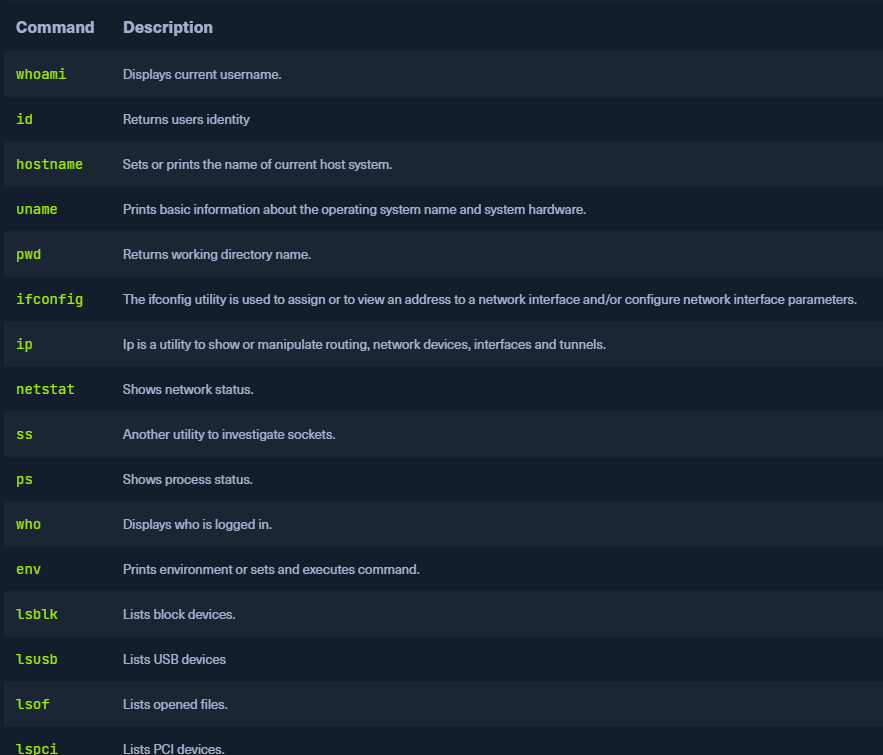 Command Description
whoami Displays current username.
id Returns users identity
hostname Sets or prints the name of current host system.
uname Prints basic information about the operating system name and system hardware.
pwd Returns working directory name.
ifconfig The ifconfig utility is used to assign or to view an address to a network interface and/or configure network interface parameters.
ip Ip is a utility to show or manipulate routing, network devices, interfaces and tunnels.
netstat Shows network status.
ss Another utility to investigate sockets.
ps Shows process status.
who Displays who is logged in.
env Prints environment or sets and executes command.
lsblk Lists block devices.
lsusb Lists USB devices
lsof Lists opened files.
lspci Lists PCI devices.